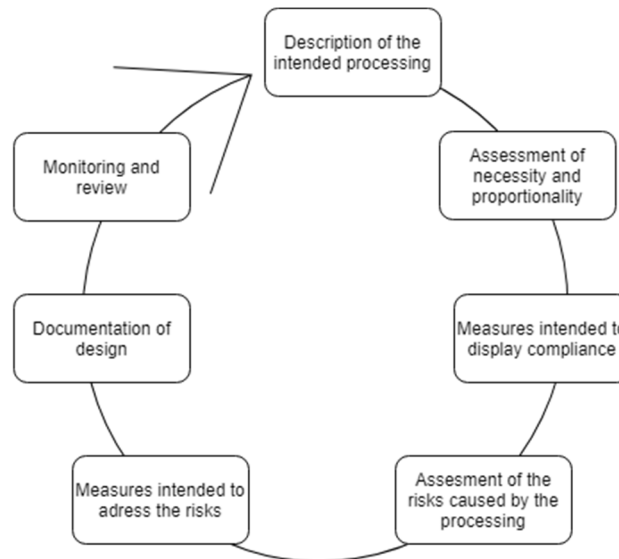 Description of the
intended processing
Assessment of
necessity and
proportionality
Measures intended to
display compliance
Assesment of the
risks caused by the
processing
Measures intended to
adress the risks
Documentation of
design
Monitoring and
review